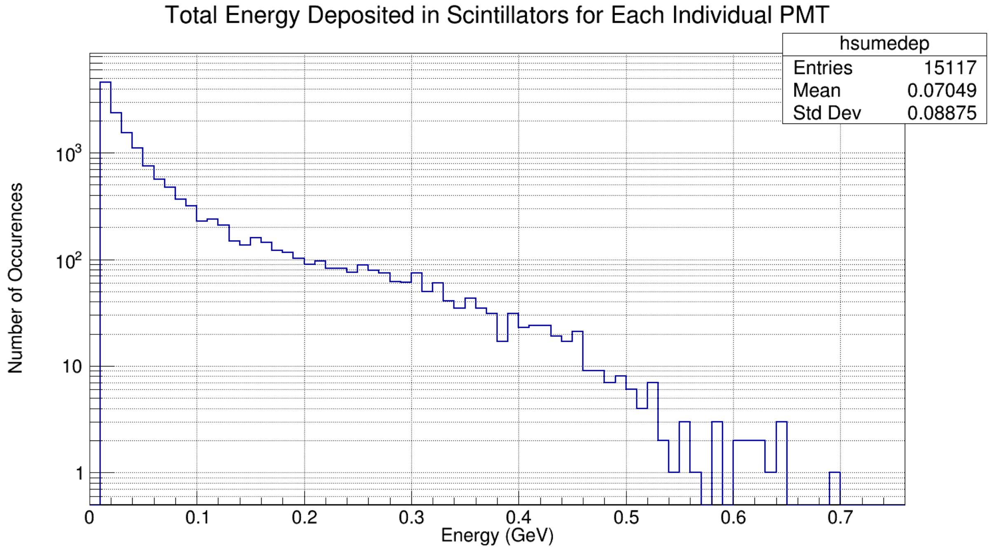 Total Energy Deposited in Scintillators for Each Individual PMT
hsumedep
Entries 15117
Mean 0.07049
Std Dev 0.08875
Number of Occurences
10³
10²
10
1
0 0.1 0.2 0.3 0.4 0.5 0.6 0.7
Energy (GeV)